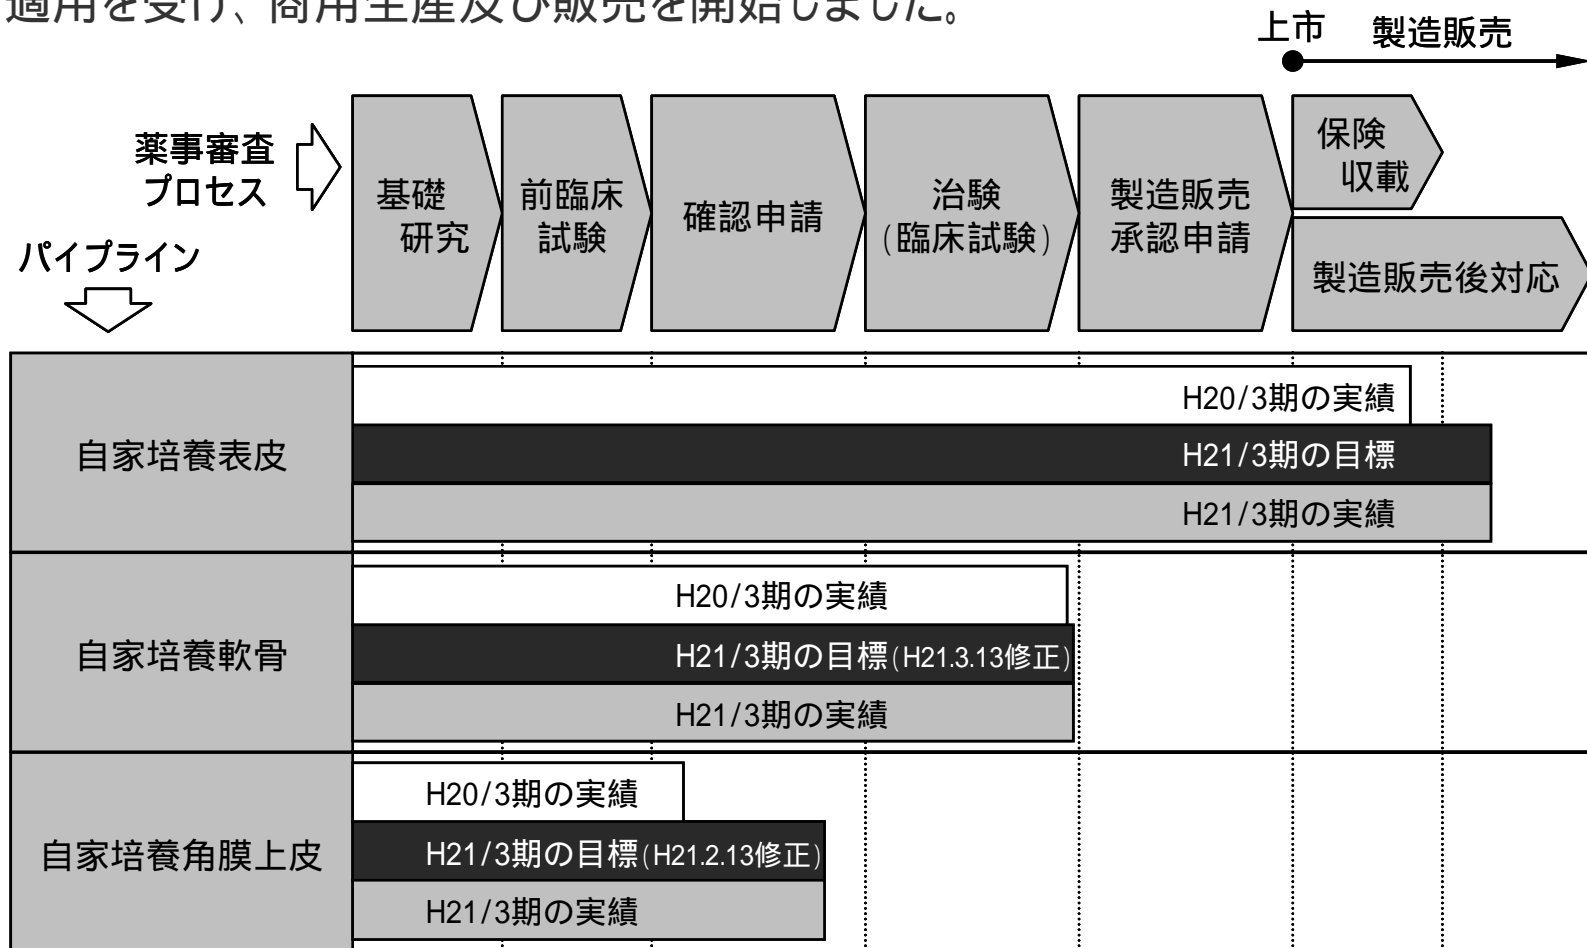 適用を受け、商用生産及び販売を開始しました。
上市 製造販売
薬事審査
プロセス
パイプライン
基礎
研究
前臨床
試験
確認申請
治験
(臨床試験)
製造販売
承認申請
保険
収載
製造販売後対応
自家培養表皮
H20/3期の実績
H21/3期の目標
H21/3期の実績
自家培養軟骨
H20/3期の実績
H21/3期の目標(H21.3.13修正)
H21/3期の実績
自家培養角膜上皮
H20/3期の実績
H21/3期の目標(H21.2.13修正)
H21/3期の実績